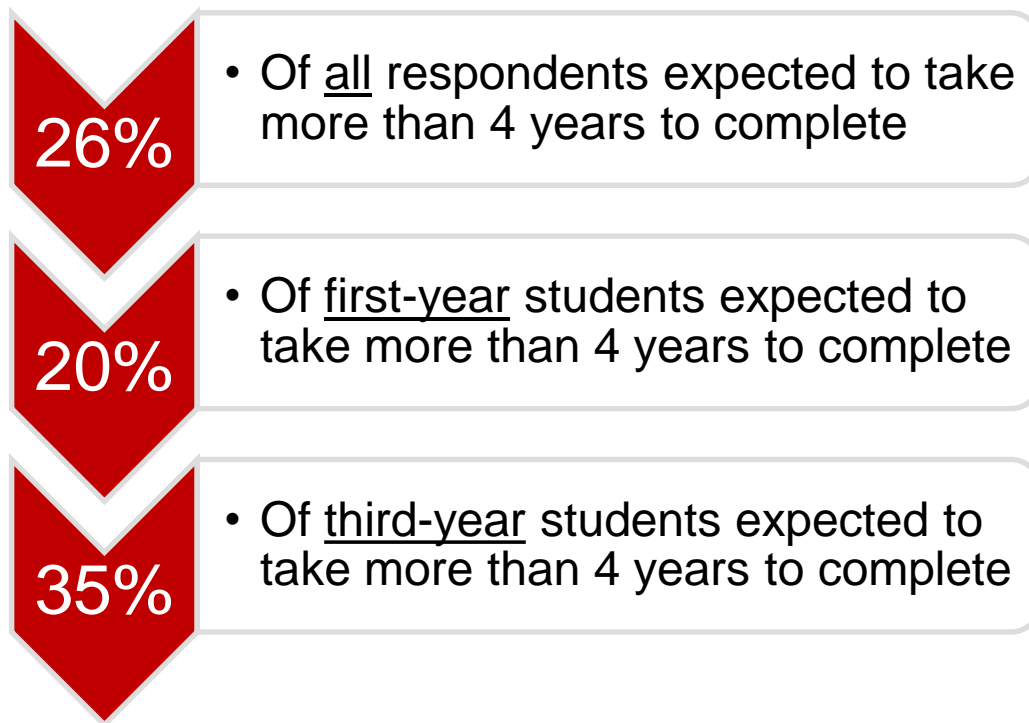 26%
• Of all respondents expected to take
more than 4 years to complete
20%
• Of first-year students expected to
take more than 4 years to complete
35%
• Of third-year students expected to
take more than 4 years to complete